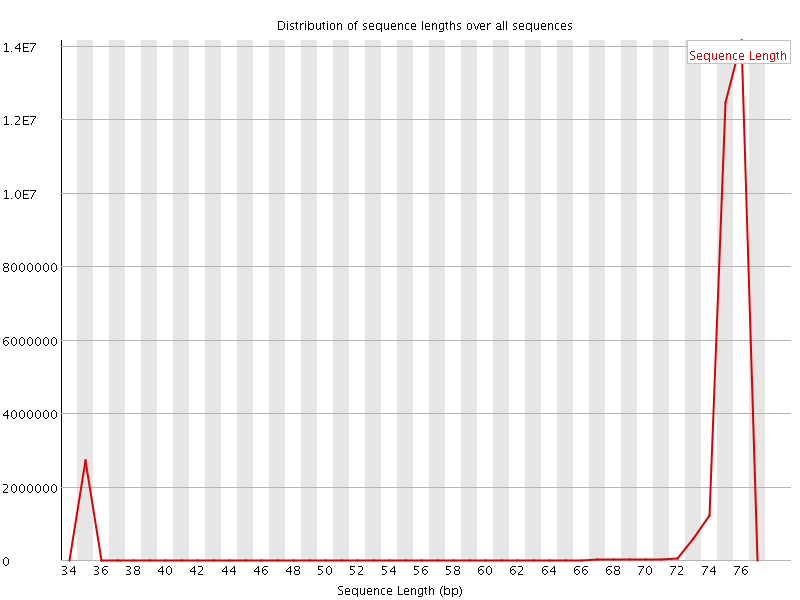 Distribution of sequence lengths over all sequences
Sequence Length
1.4E7
1.2E7
1.0E7
8000000
6000000
4000000
2000000
0
34 36 38 40 42 44 46 48 50 52 54 56 58 60 62 64 66 68 70 72 74 76
Sequence Length (bp)